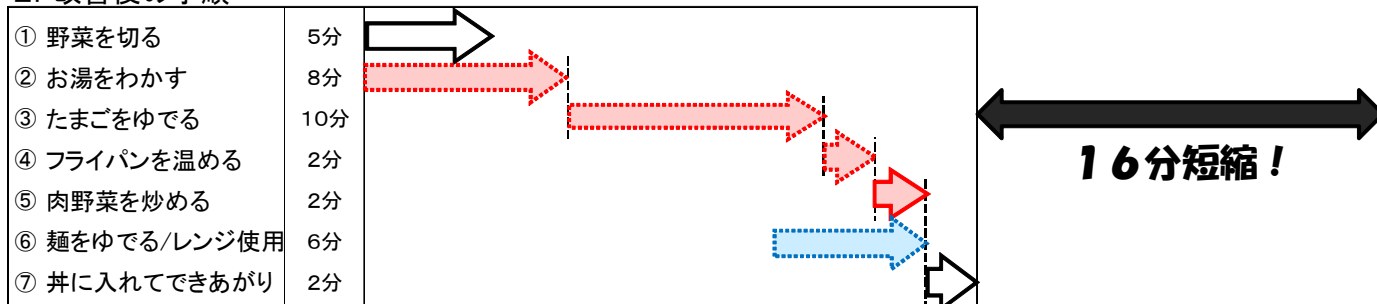 ① 野菜を切る 5分
② お湯をわかす 8分
③ たまごをゆでる 10分
④ フライパンを温める 2分
⑤ 肉野菜を炒める 2分
⑥ 麺をゆでる/レンジ使用 6分
⑦ 丼に入れてできあがり 2分
16分短縮！